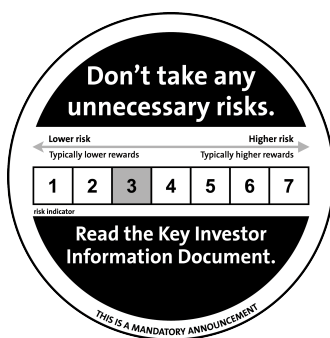 Don’t take any
unnecessary risks.
Lower risk Higher risk
Typically lower rewards Typically higher rewards
1 2 3 4 5 6 7
risk indicator
Read the Key Investor
Information Document.
THIS IS A MANDATORY ANNOUNCEMENT